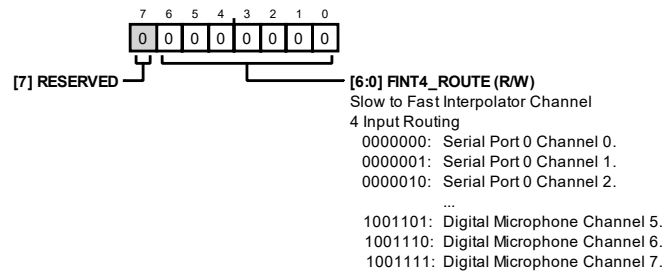 7 6 5 4 3 2 1 0
0 0 0 0 0 0 0 0
[7] RESERVED
[6:0] FINT4_ROUTE (R/W)
Slow to Fast Interpolator Channel
4 Input Routing
0000000: Serial Port 0 Channel 0.
0000001: Serial Port 0 Channel 1.
0000010: Serial Port 0 Channel 2.
...
1001101: Digital Microphone Channel 5.
1001110: Digital Microphone Channel 6.
1001111: Digital Microphone Channel 7.